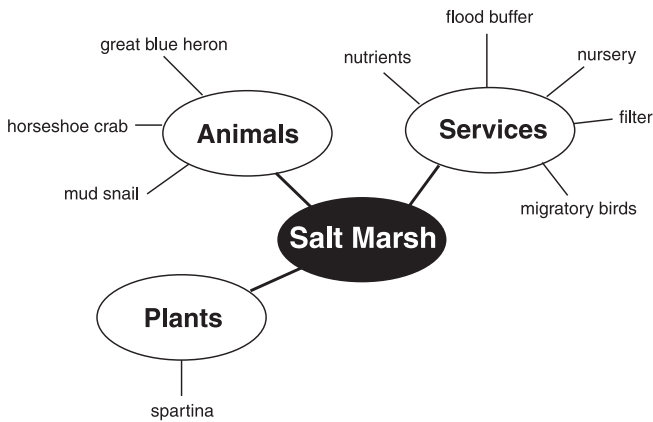 flood buffer
great blue heron
nutrients
nursery
horseshoe crab
Animals
Services
filter
mud snail
migratory birds
Salt Marsh
Plants
spartina